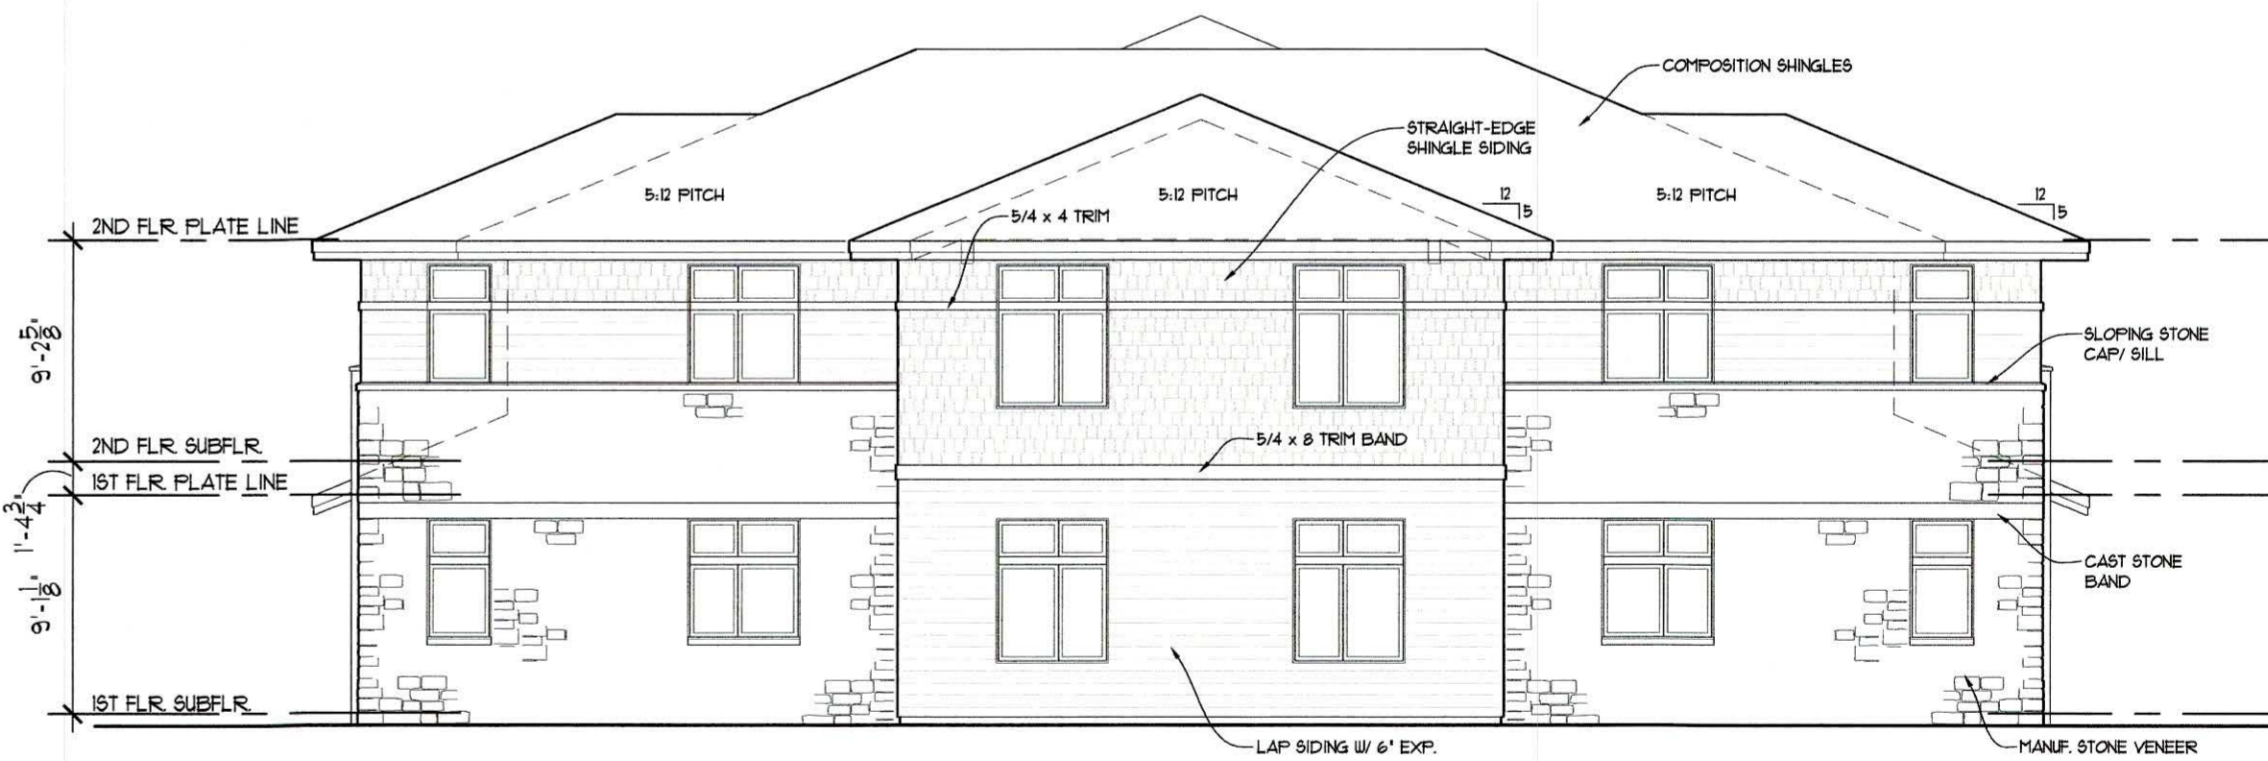 COMPOSITION SHINGLES
STRAIGHT-EDGE
SHINGLE SIDING
5:12 PITCH
5:12 PITCH
5:12 PITCH
12
5
12
5
5/4 x 4 TRIM
2ND FLR. PLATE LINE
9'-2 5/8"
SLOPING STONE
CAP/ SILL
5/4 x 8 TRIM BAND
2ND FLR. SUBFLR.
1ST FLR. PLATE LINE
1'-4 3/4"
9'-1 1/8"
CAST STONE
BAND
1ST FLR. SUBFLR.
LAP SIDING W/ 6" EXP.
MANUF. STONE VENEER